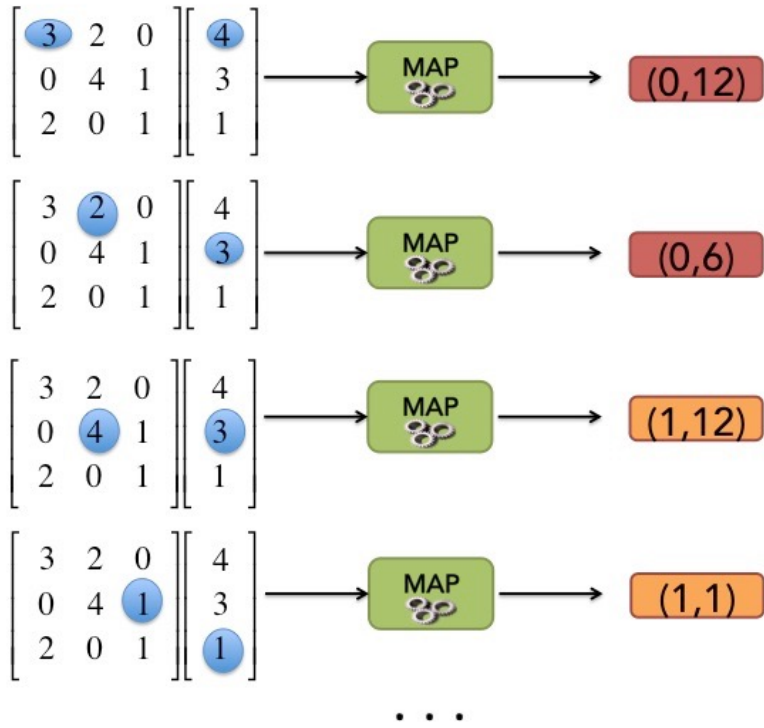 3 2 0 4
0 4 1 3 MAP (0,12)
2 0 1 1
3 2 0 4
0 4 1 3 MAP (0,6)
2 0 1 1
3 2 0 4
0 4 1 3 MAP (1,12)
2 0 1 1
3 2 0 4
0 4 1 3 MAP (1,1)
2 0 1 1
. . .